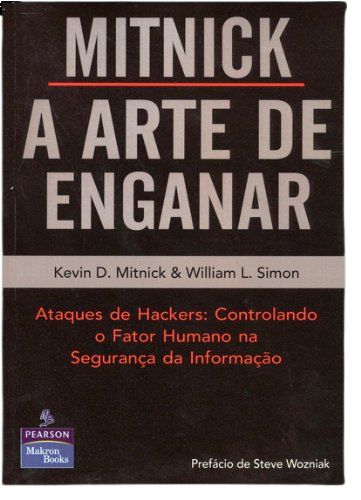 MITNICK
A ARTE DE
ENGANAR
Kevin D. Mitnick & William L. Simon
Ataques de Hackers: Controlando
o Fator Humano na
Segurança da Informação
PEARSON
Makron
Books
Prefácio de Steve Wozniak